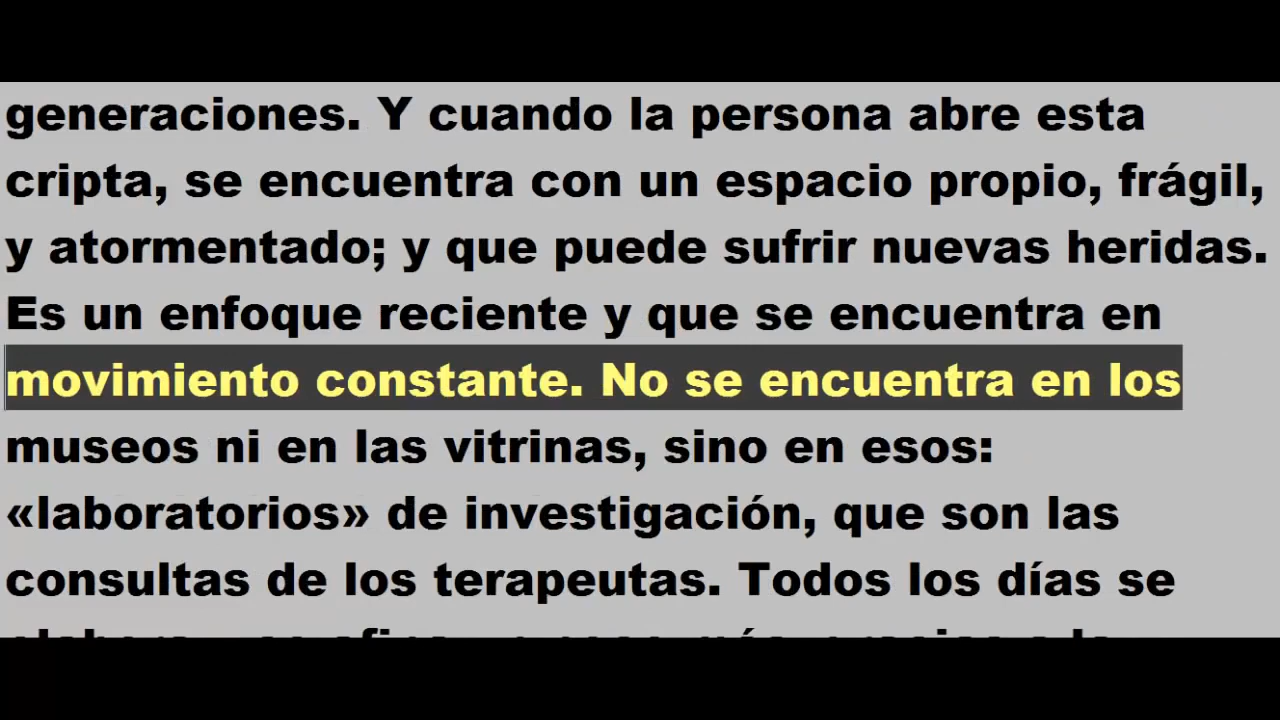 generaciones. Y cuando la persona abre esta
cripta, se encuentra con un espacio propio, frágil,
y atormentado; y que puede sufrir nuevas heridas.
Es un enfoque reciente y que se encuentra en
movimiento constante. No se encuentra en los
museos ni en las vitrinas, sino en esos:
«laboratorios» de investigación, que son las
consultas de los terapeutas. Todos los días se